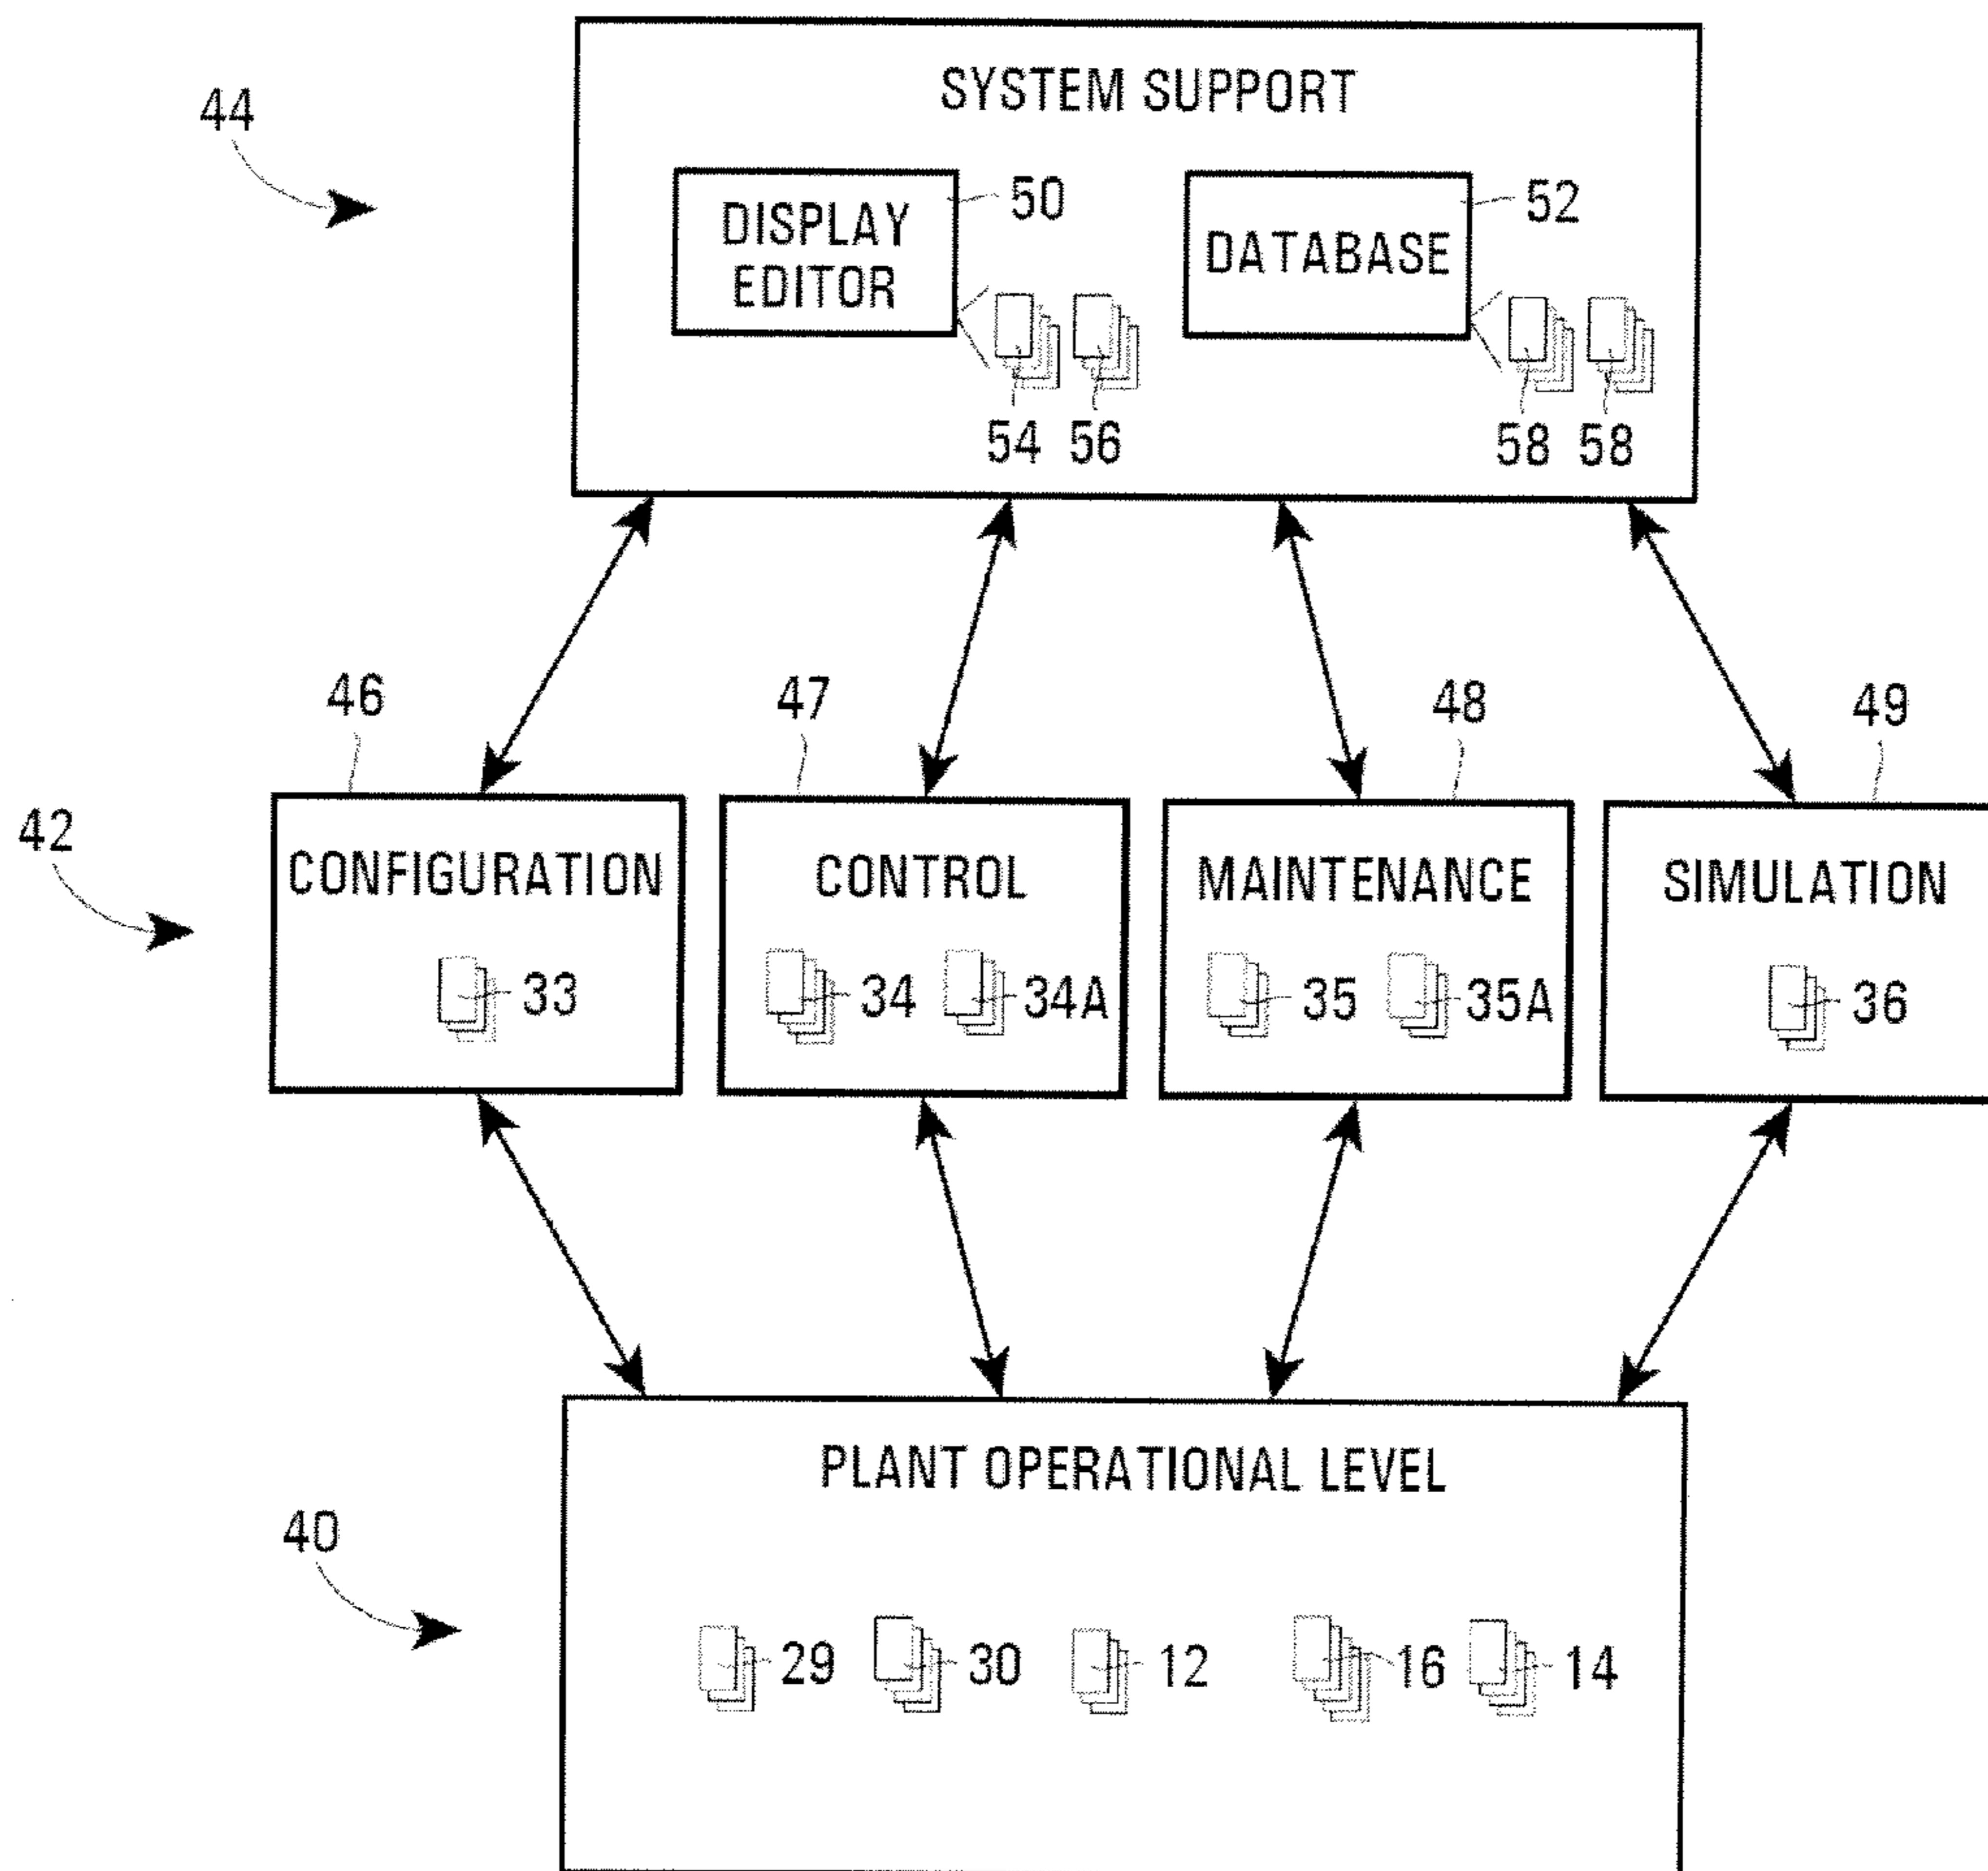 SYSTEM SUPPORT
44
DISPLAY
EDITOR
50
DATABASE
52
54 56
58 58
46
47
48
49
42
CONFIGURATION
CONTROL
MAINTENANCE
SIMULATION
33
34 34A
35 35A
36
PLANT OPERATIONAL LEVEL
40
29 30 12 16 14